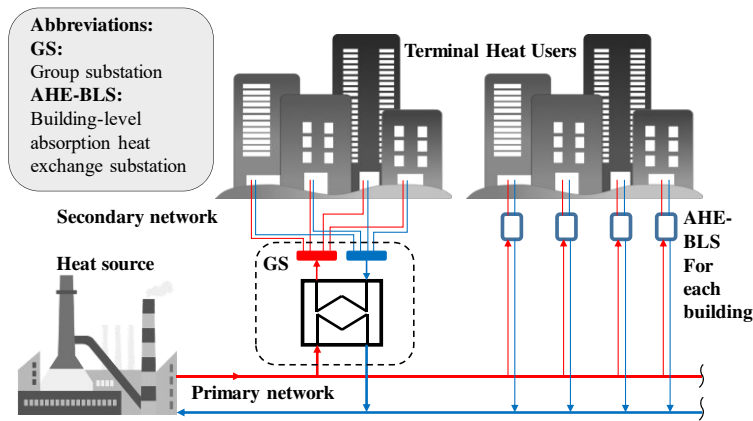 Abbreviations:
GS:
Group substation
AHE-BLS:
Building-level
absorption heat
exchange substation
Terminal Heat Users
Secondary network
Heat source
GS
AHE-
BLS
For
each
building
Primary network